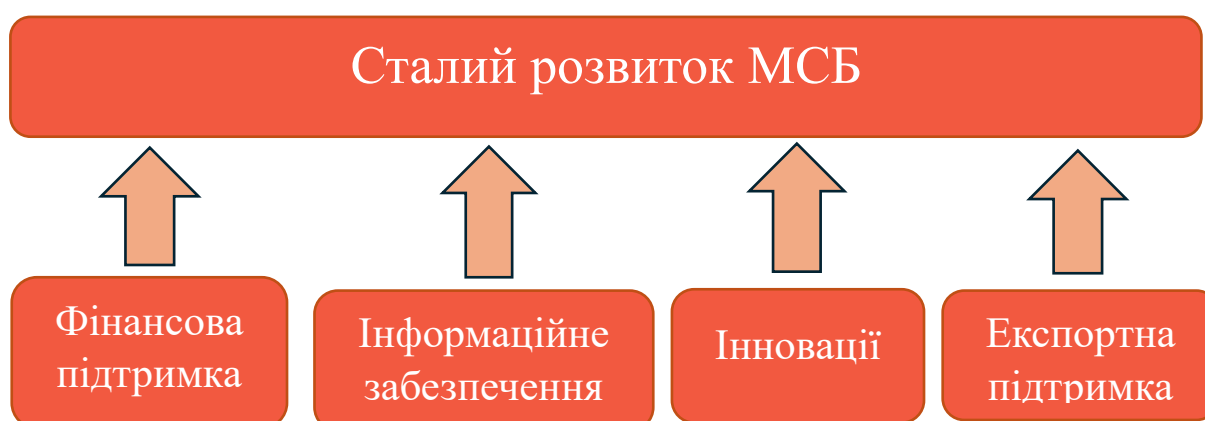 Сталий розвиток МСБ
Фінансова
підтримка
Інформаційне
забезпечення
Інновації
Експортна
підтримка